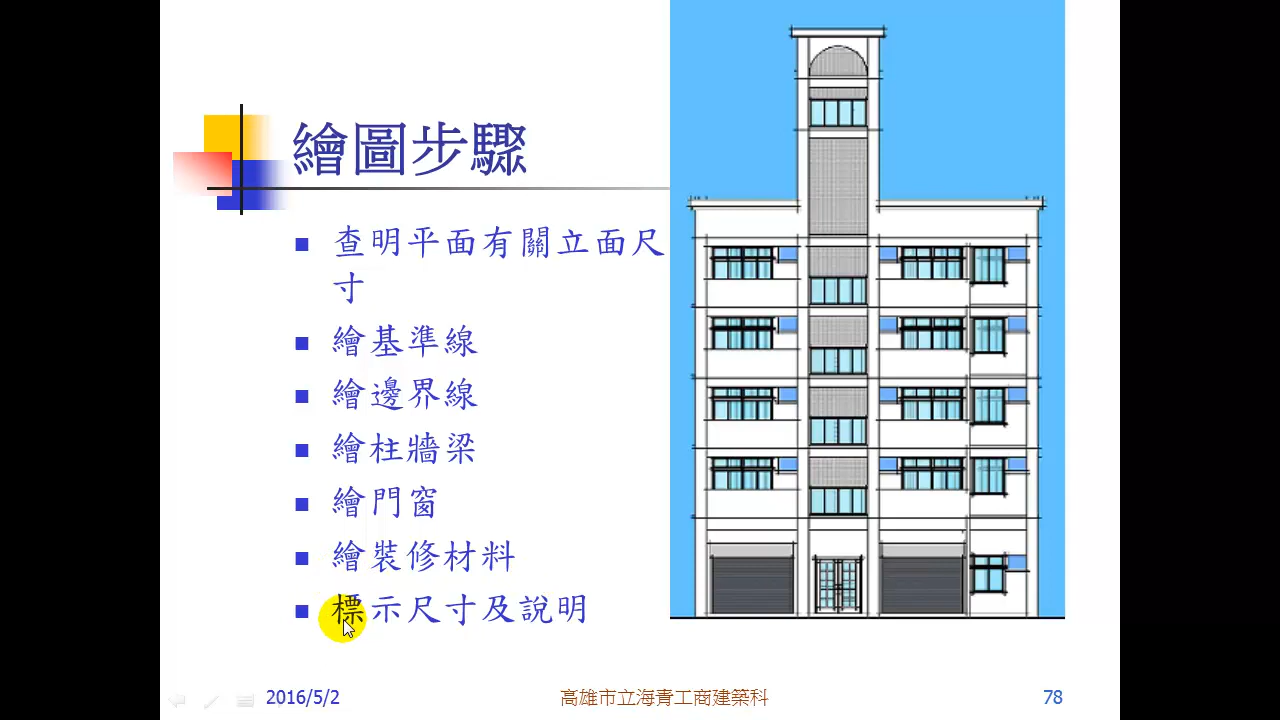 繪圖步驟
查明平面有關立面尺
寸
繪基準線
繪邊界線
繪柱牆梁
繪門窗
繪裝修材料
標示尺寸及說明
2016/5/2
高雄市立海青工商建築科
78